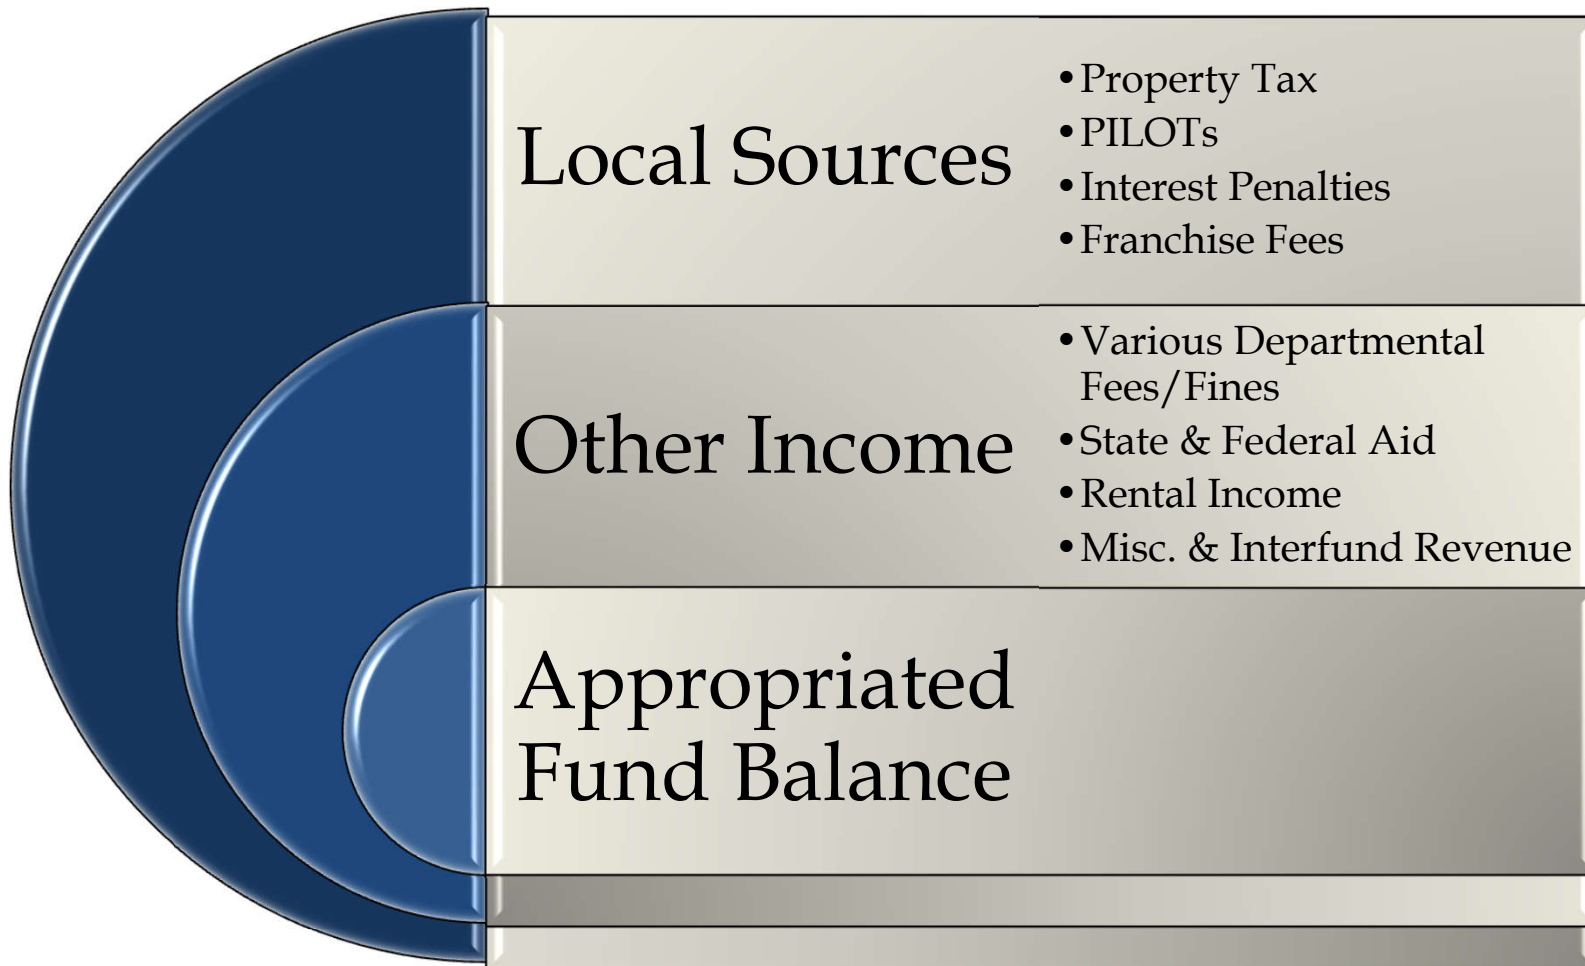 Local Sources
•Property Tax
•PILOTs
•Interest Penalties
•Franchise Fees
Other Income
•Various Departmental
Fees/Fines
•State & Federal Aid
•Rental Income
•Misc. & Interfund Revenue
Appropriated
Fund Balance